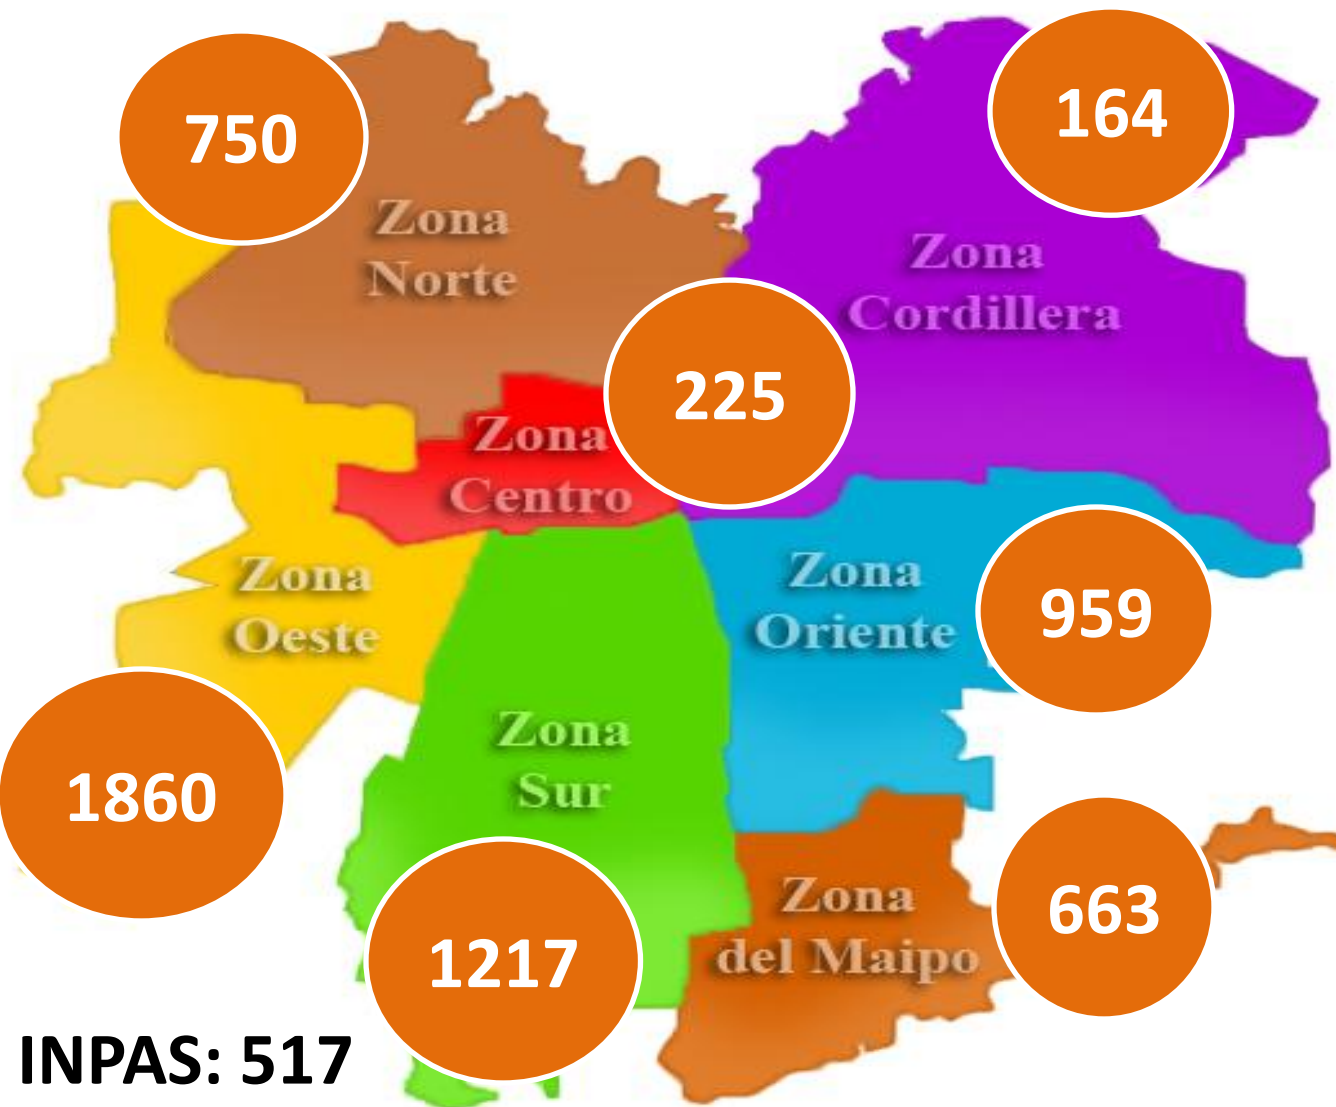 750
164
Zona
Norte
Zona
Cordillera
225
Zona
Centro
Zona
Oeste
Zona
Oriente
959
1860
Zona
Sur
1217
Zona
del Maipo
663
INPAS: 517